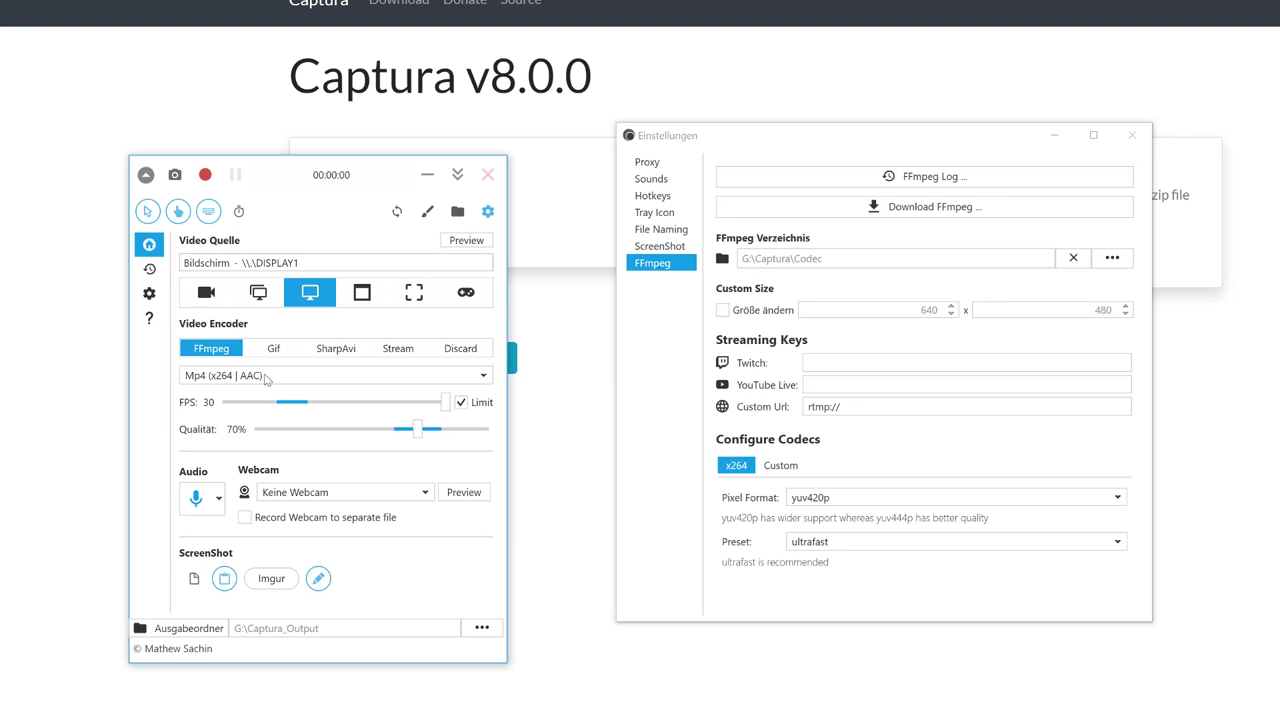 Captura Download Donate Source
Captura v8.0.0
zip file
00:00:00
Video Quelle
Preview
Bildschirm - \\.\DISPLAY1
Video Encoder
FFmpeg Gif SharpAvi Stream Discard
Mp4 (x264 | AAC)
FPS: 30 Limit
Qualität: 70%
Audio
Webcam
Keine Webcam
Preview
Record Webcam to separate file
ScreenShot
Imgur
Ausgabeordner G:\Captura_Output
© Mathew Sachin
Einstellungen
Proxy
Sounds
Hotkeys
Tray Icon
File Naming
ScreenShot
FFmpeg
FFmpeg Log ...
Download FFmpeg ...
FFmpeg Verzeichnis
G:\Captura\Codec
Custom Size
Größe ändern 640 x 480
Streaming Keys
Twitch:
YouTube Live:
Custom Url: rtmp://
Configure Codecs
x264 Custom
Pixel Format: yuv420p
yuv420p has wider support whereas yuv444p has better quality
Preset: ultrafast
ultrafast is recommended